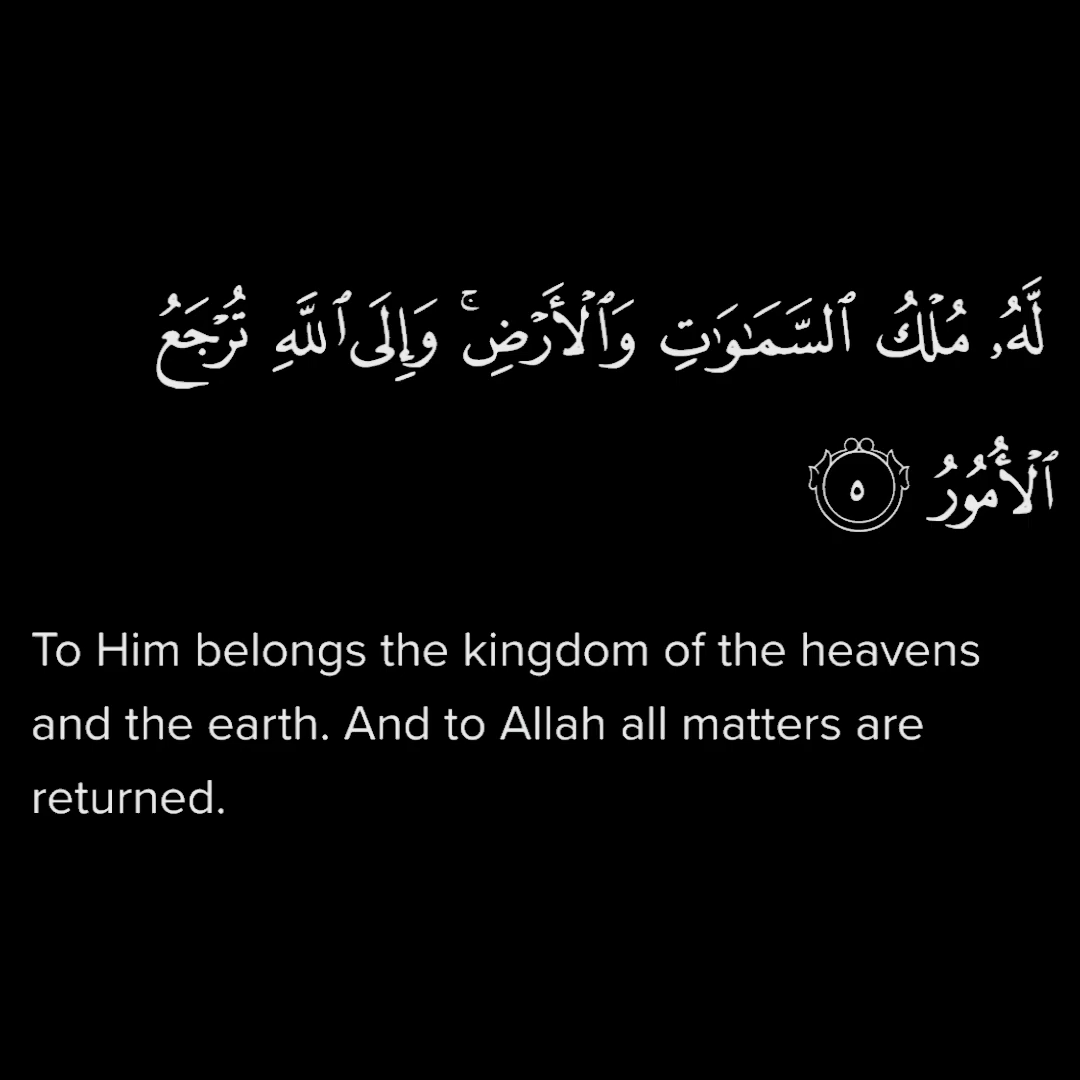 لَّهُۥ مُلۡكُ ٱلسَّمَٰوَٰتِ وَٱلۡأَرۡضِۚ وَإِلَى ٱللَّهِ تُرۡجَعُ
ٱلۡأُمُورُ ٥
To Him belongs the kingdom of the heavens
and the earth. And to Allah all matters are
returned.